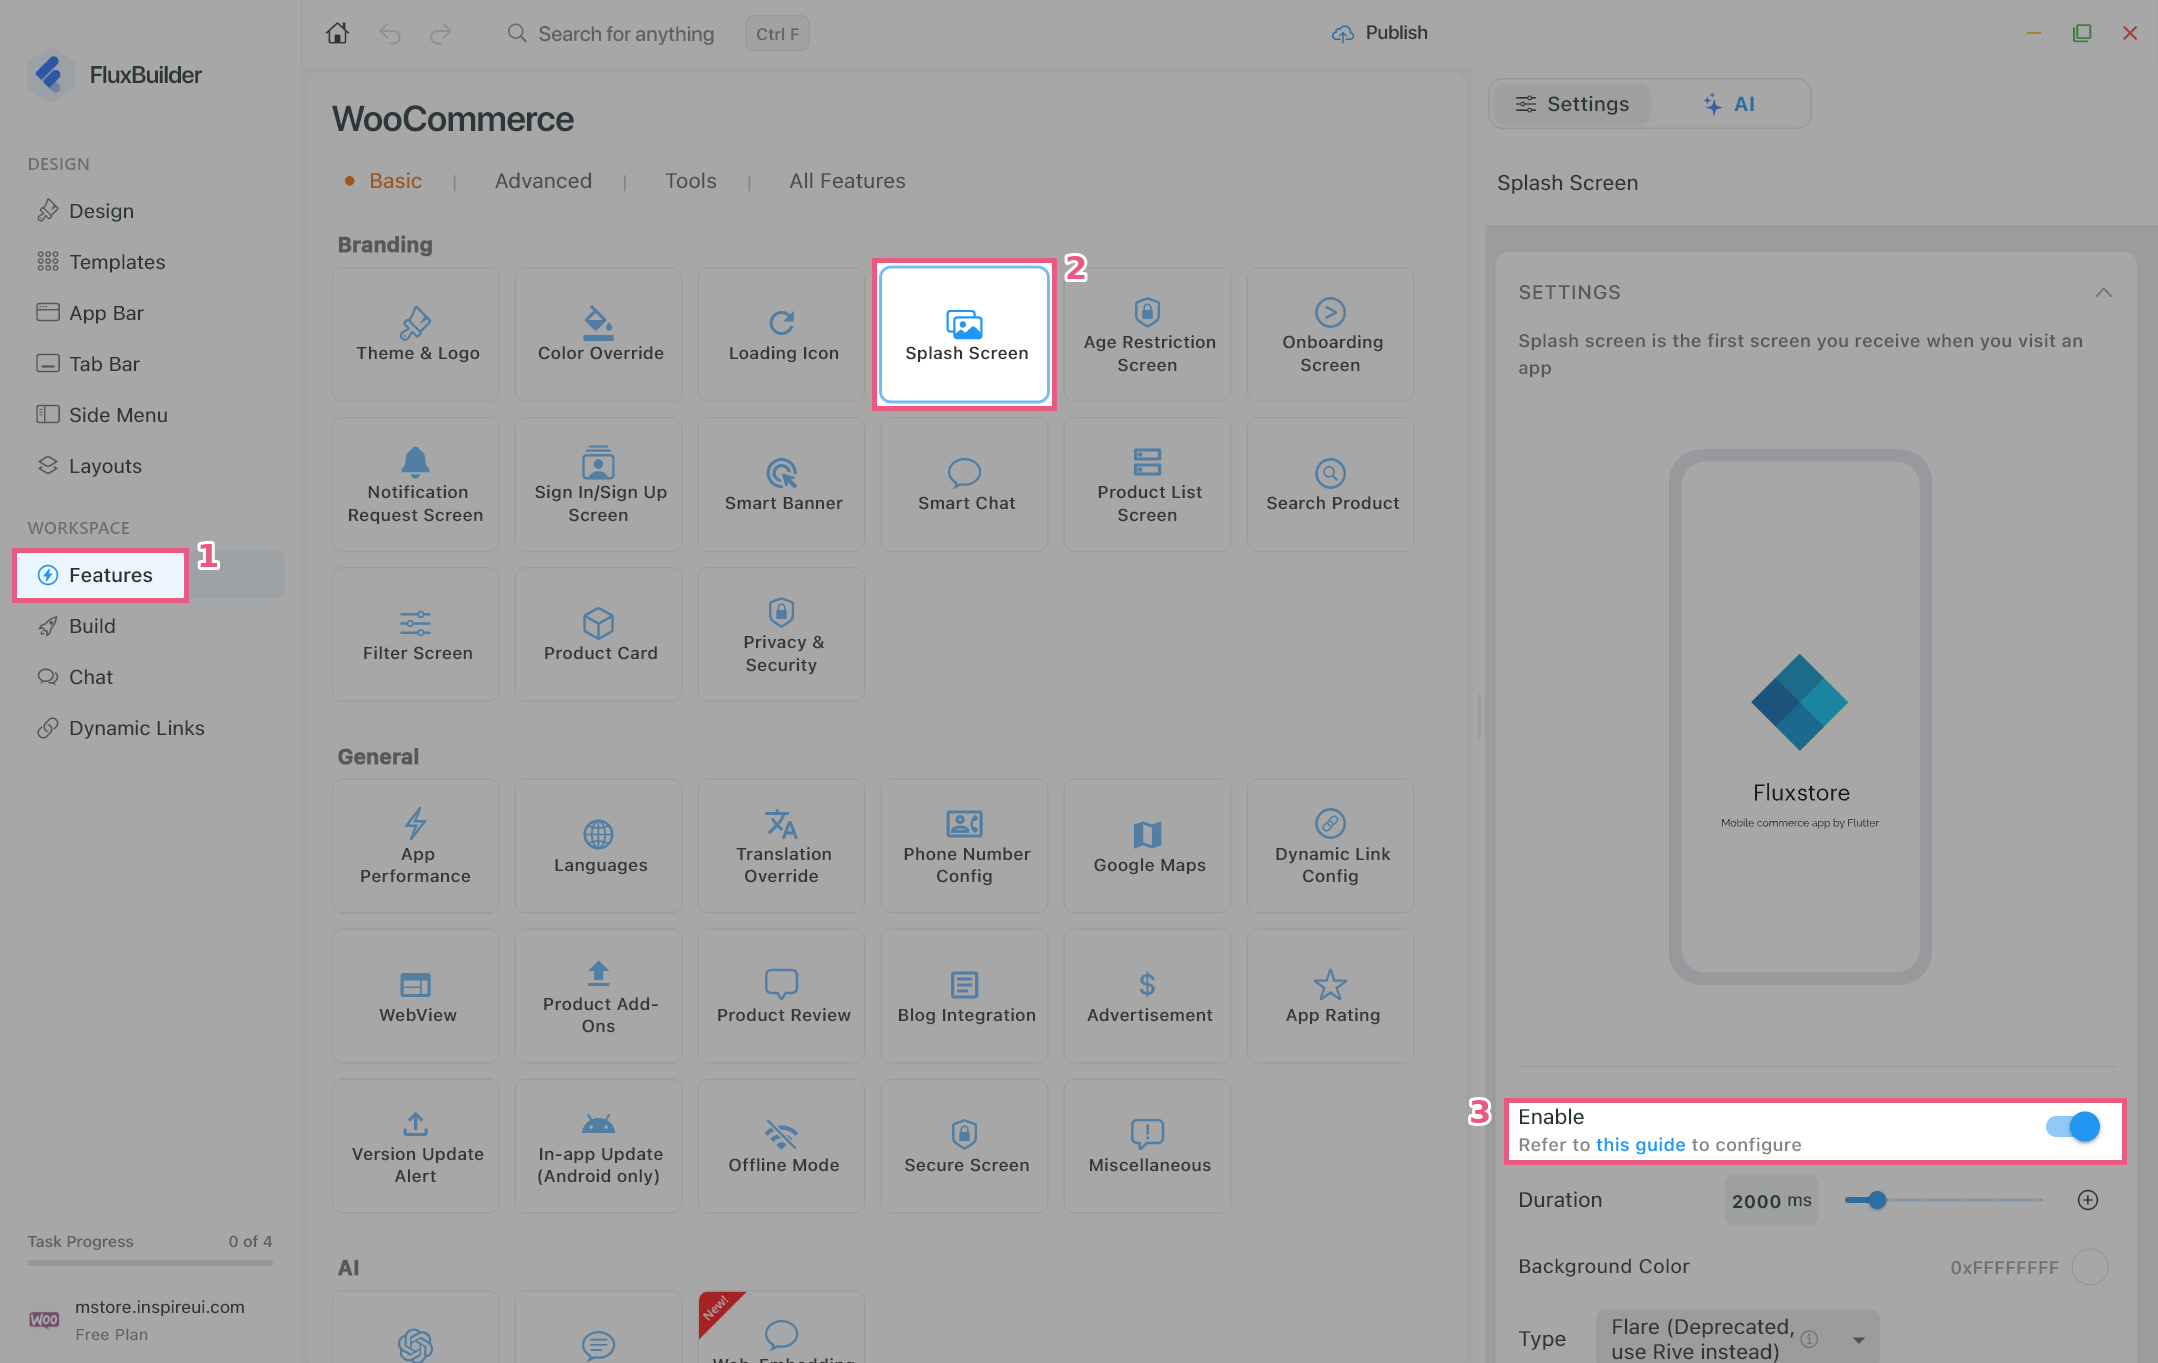 FluxBuilder
Search for anything
Ctrl F
Publish
DESIGN
Design
Templates
App Bar
Tab Bar
Side Menu
Layouts
WORKSPACE
Features
1
Build
Chat
Dynamic Links
Task Progress
0 of 4
Woo
mstore.inspireui.com
Free Plan
WooCommerce
Basic | Advanced | Tools | All Features
Branding
Theme & Logo
Color Override
Loading Icon
Splash Screen
2
Age Restriction
Screen
Onboarding
Screen
Notification
Request Screen
Sign In/Sign Up
Screen
Smart Banner
Smart Chat
Product List
Screen
Search Product
Filter Screen
Product Card
Privacy &
Security
General
App
Performance
Languages
Translation
Override
Phone Number
Config
Google Maps
Dynamic Link
Config
WebView
Product Add-
Ons
Product Review
Blog Integration
Advertisement
App Rating
Version Update
Alert
In-app Update
(Android only)
Offline Mode
Secure Screen
Miscellaneous
AI
New!
Web-Embedding
Settings
AI
Splash Screen
SETTINGS
Splash screen is the first screen you receive when you visit an
app
Fluxstore
Mobile commerce app by Flutter
3
Enable
Refer to this guide to configure
Duration
2000 ms
Background Color
0xFFFFFFFF
Type
Flare (Deprecated,
use Rive instead)